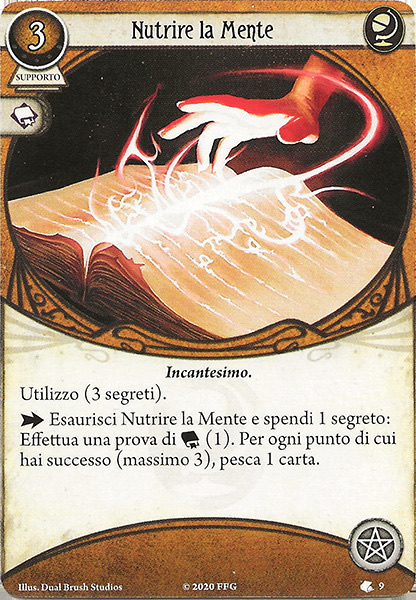 3
Nutrire la Mente
SUPPORTO
Incantesimo.
Utilizo (3 segreti).
Esaurisci Nutrire la Mente e spendi 1 segreto:
Effettua una prova di (1). Per ogni punto di cui
hai successo (massimo 3), pesca 1 carta.
Illus. Dual Brush Studios
© 2020 FFG
9